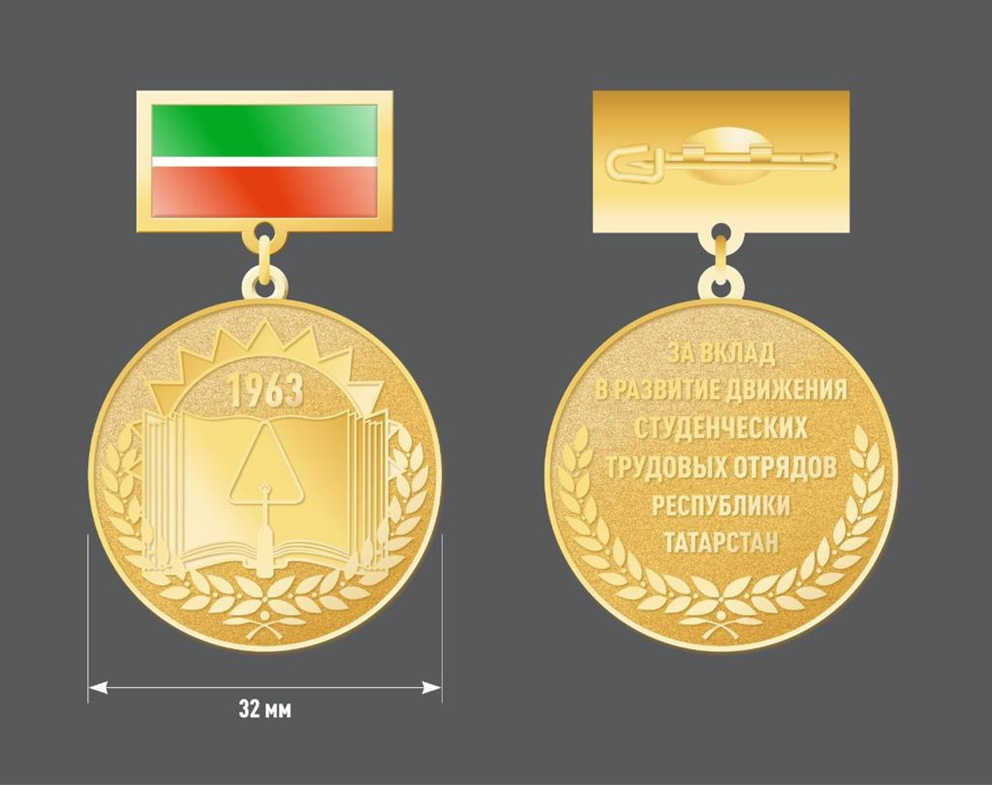 1963
32 мм
ЗА ВКЛАД
В РАЗВИТИЕ ДВИЖЕНИЯ
СТУДЕНЧЕСКИХ
ТРУДОВЫХ ОТРЯДОВ
РЕСПУБЛИКИ
ТАТАРСТАН